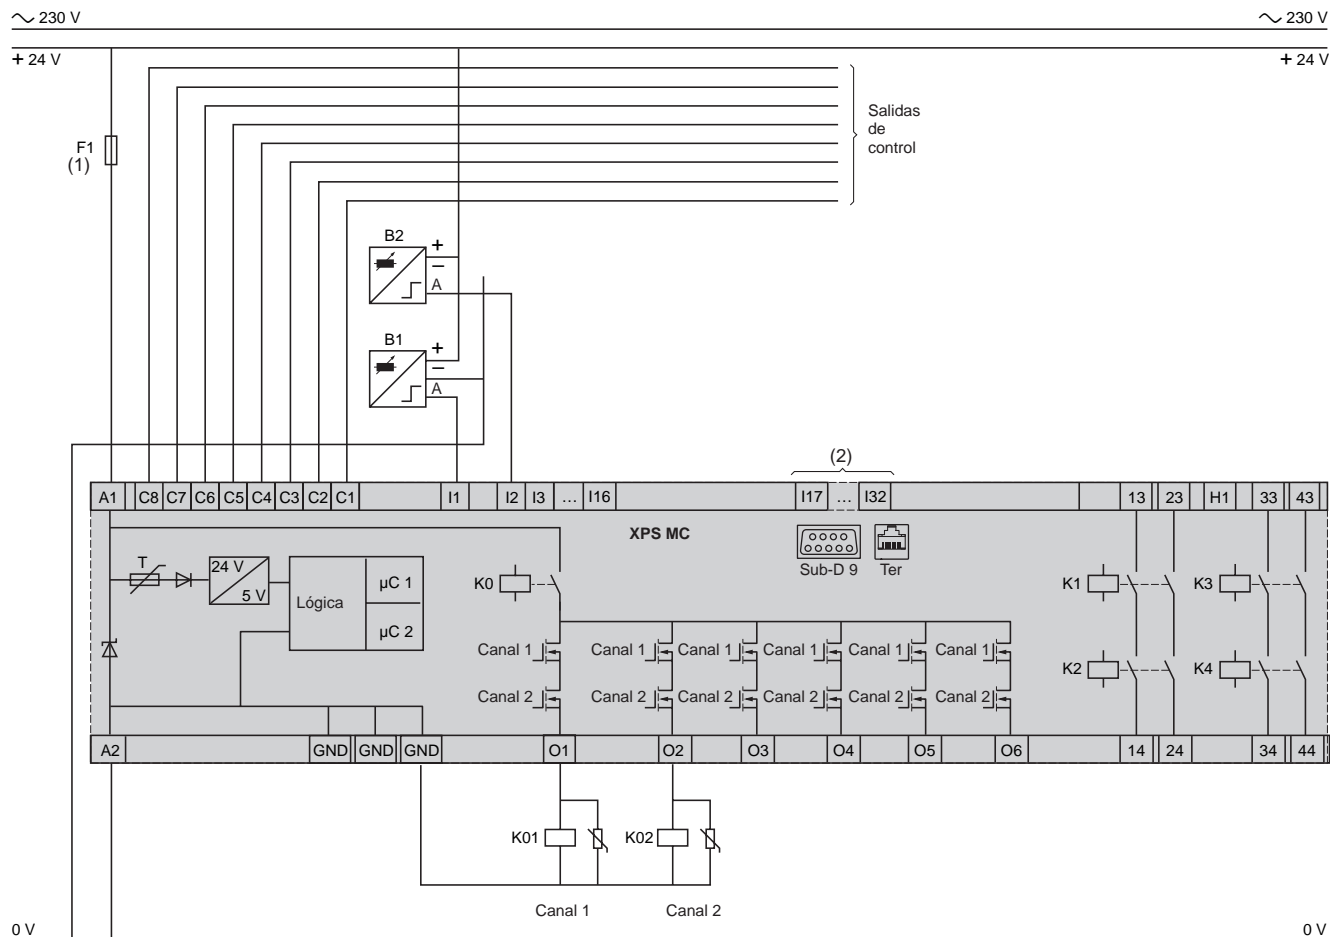 230 V 230 V
+ 24 V + 24 V
Salidas
de
control
F1
(1)
B2
+
−
A
B1
+
−
A
(2)
A1 C8 C7 C6 C5 C4 C3 C2 C1 I1 I2 I3 ... I16 I17 ... I32 13 23 H1 33 43
XPS MC
Sub-D 9 Ter
T
24 V
5 V
Lógica
µC 1
µC 2
K0 K1 K3
Canal 1 Canal 1 Canal 1 Canal 1 Canal 1 Canal 1
K2 K4
Canal 2 Canal 2 Canal 2 Canal 2 Canal 2 Canal 2
A2 GND GND GND O1 O2 O3 O4 O5 O6 14 24 34 44
K01 K02
Canal 1 Canal 2
0 V 0 V